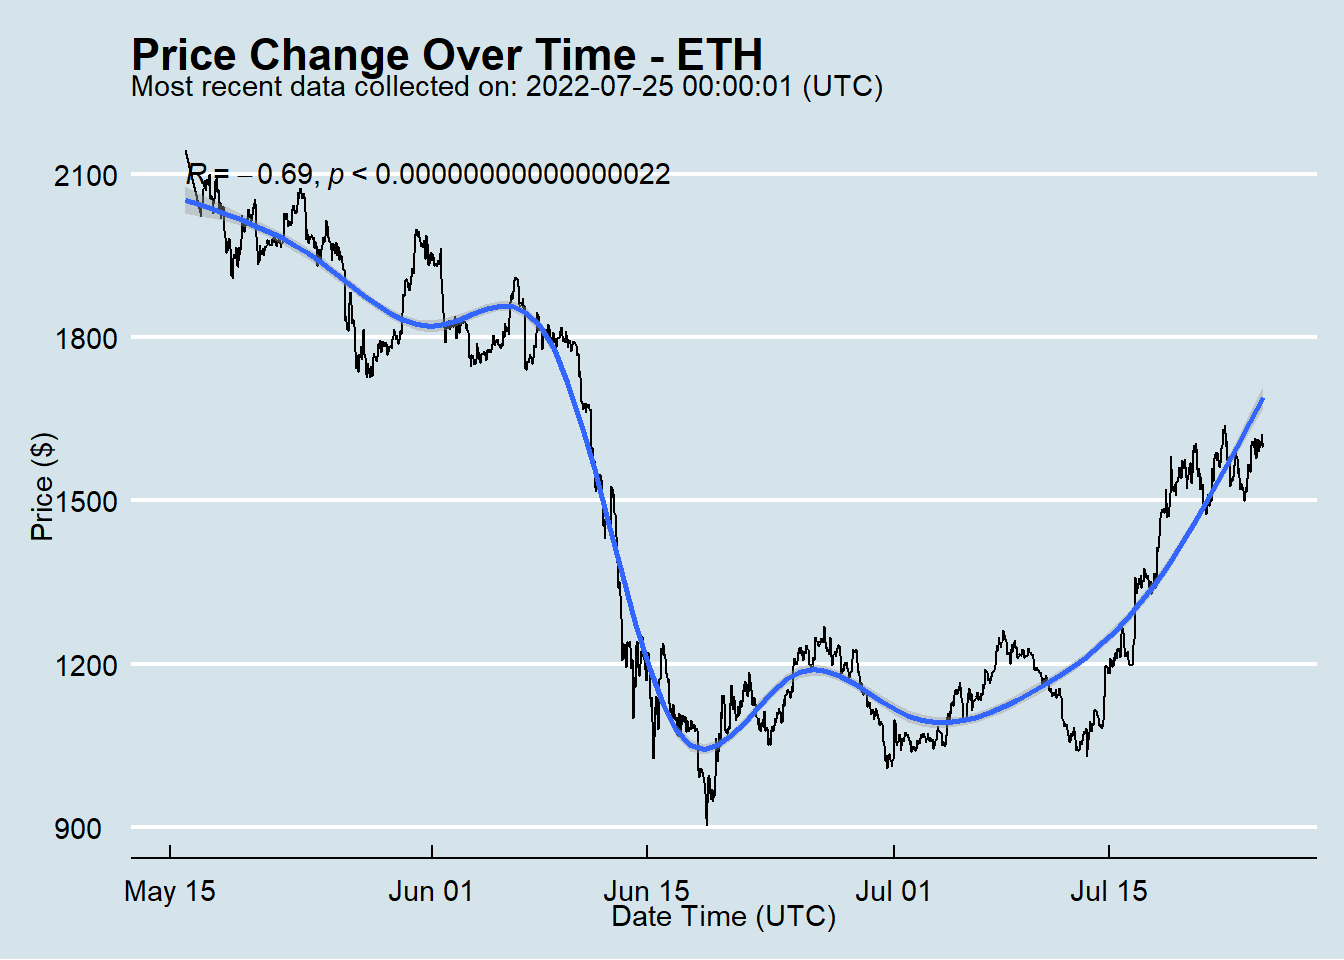 Price Change Over Time - ETH
Most recent data collected on: 2022-07-25 00:00:01 (UTC)
R = −0.69, p < 0.00000000000000022
2100
1800
1500
1200
900
Price ($)
May 15 Jun 01 Jun 15 Jul 01 Jul 15
Date Time (UTC)